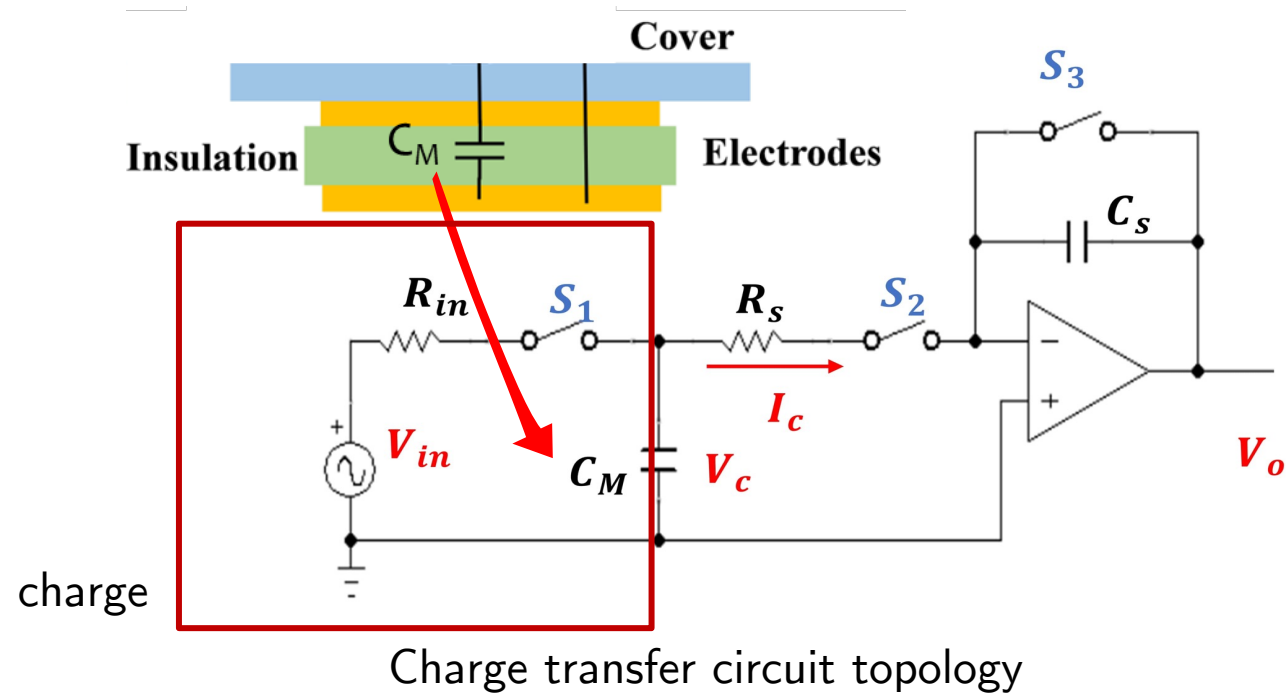 Cover
S3
Insulation
CM
Electrodes
Cs
Rin
S1
Rs
S2
−
+
Ic
+
Vin
CM
Vc
Vo
charge
Charge transfer circuit topology